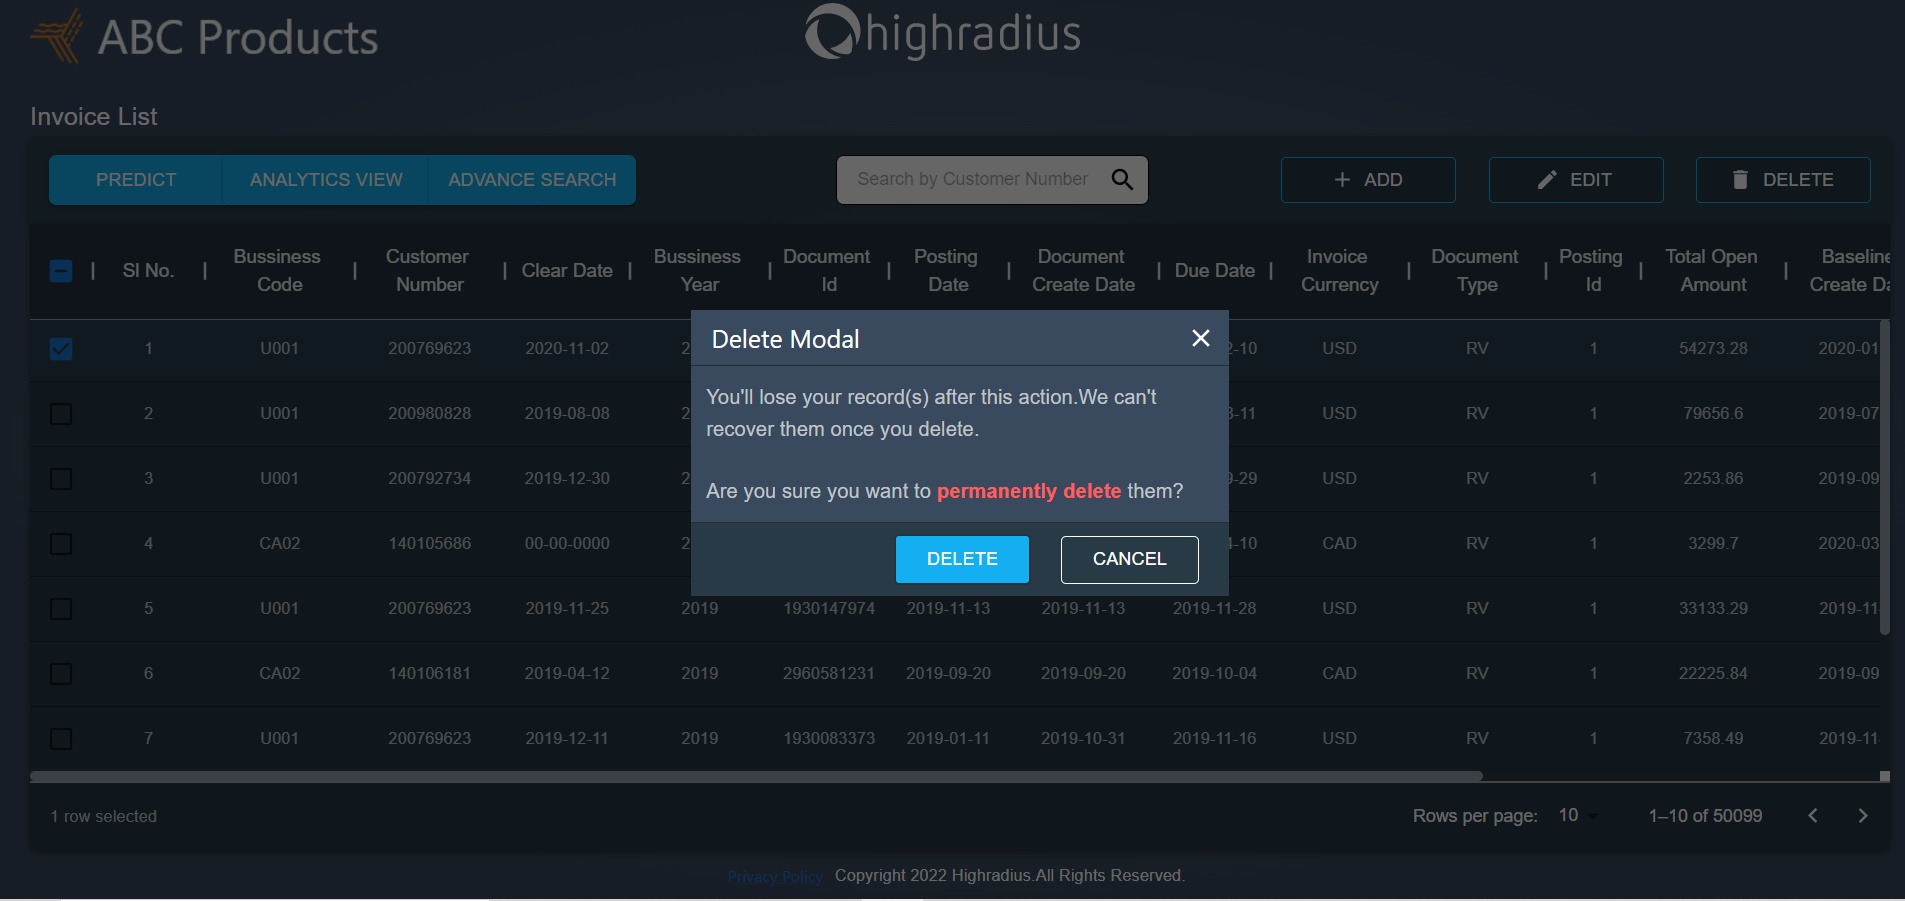 ABC Products
highradius
Invoice List
PREDICT ANALYTICS VIEW ADVANCE SEARCH Search by Customer Number + ADD EDIT DELETE
Sl No. | Bussiness Code | Customer Number | Clear Date | Bussiness Year | Document Id | Posting Date | Document Create Date | Due Date | Invoice Currency | Document Type | Posting Id | Total Open Amount | Baseline Create Da
1 U001 200769623 2020-11-02 2 2-10 USD RV 1 54273.28 2020-01
2 U001 200980828 2019-08-08 2 -11 USD RV 1 79656.6 2019-07
3 U001 200792734 2019-12-30 2 -29 USD RV 1 2253.86 2019-09
4 CA02 140105686 00-00-0000 2 -10 CAD RV 1 3299.7 2020-03
5 U001 200769623 2019-11-25 2019 1930147974 2019-11-13 2019-11-13 2019-11-28 USD RV 1 33133.29 2019-11
6 CA02 140106181 2019-04-12 2019 2960581231 2019-09-20 2019-09-20 2019-10-04 CAD RV 1 22225.84 2019-09
7 U001 200769623 2019-12-11 2019 1930083373 2019-01-11 2019-10-31 2019-11-16 USD RV 1 7358.49 2019-11
Delete Modal
You'll lose your record(s) after this action.We can't
recover them once you delete.
Are you sure you want to permanently delete them?
DELETE CANCEL
1 row selected Rows per page: 10 1–10 of 50099
Privacy Policy Copyright 2022 Highradius.All Rights Reserved.